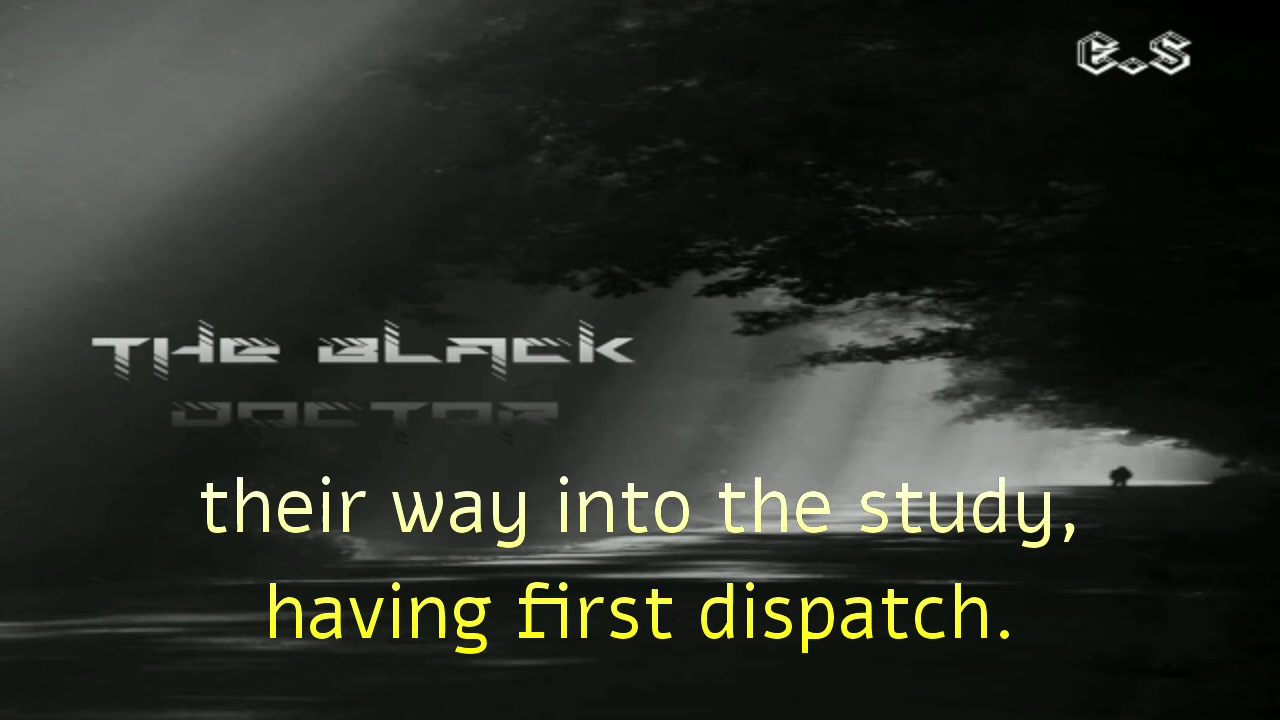 E.S
THE BLACK
DOCTOR
their way into the study,
having first dispatch.